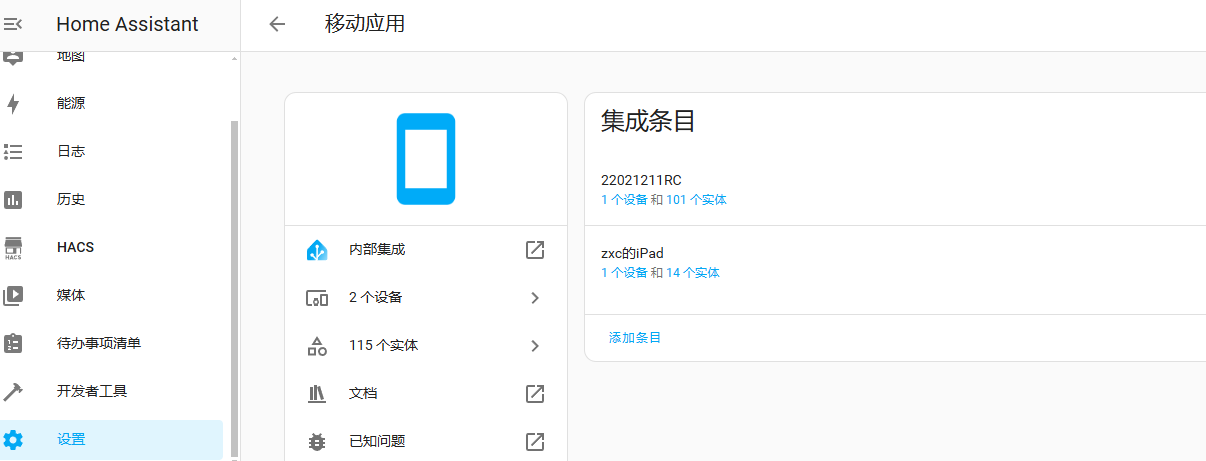 Home Assistant
移动应用
地图
能源
日志
历史
HACS
HACS
媒体
待办事项清单
开发者工具
设置
内部集成
2 个设备
115 个实体
文档
已知问题
集成条目
22021211RC
1 个设备 和 101 个实体
zxc的iPad
1 个设备 和 14 个实体
添加条目